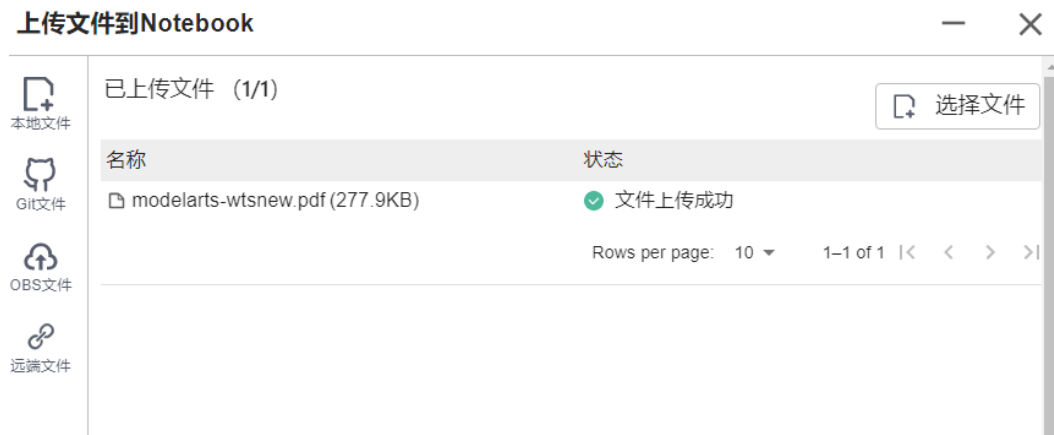 上传文件到Notebook
本地文件
Git文件
OBS文件
远端文件
已上传文件 （1/1）
选择文件
名称 状态
modelarts-wtsnew.pdf (277.9KB) 文件上传成功
Rows per page: 10 1–1 of 1